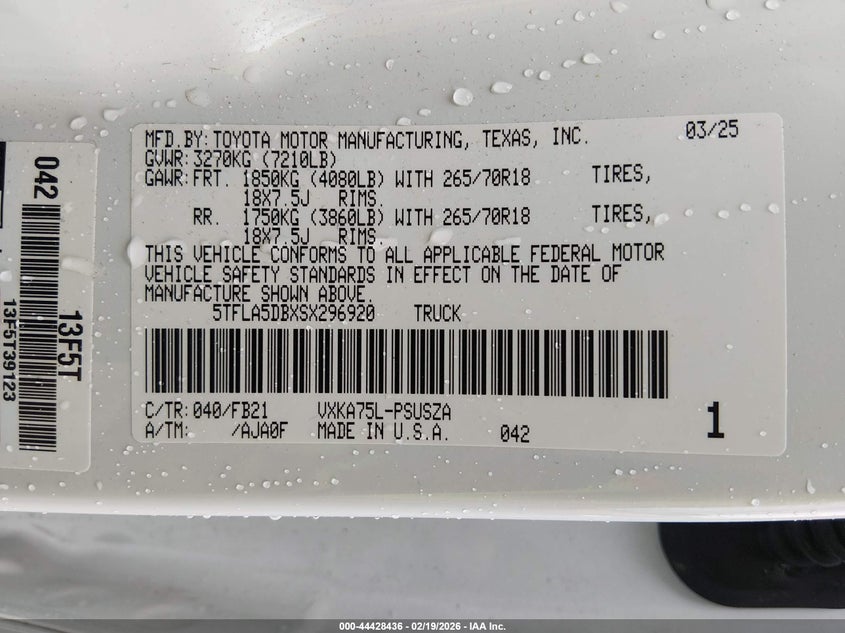 MFD.BY:TOYOTA MOTOR MANUFACTURING, TEXAS, INC. 03/25
GVWR:3270KG (7210LB)
GAWR:FRT. 1850KG (4080LB) WITH 265/70R18 TIRES,
18X7.5J RIMS.
RR. 1750KG (3860LB) WITH 265/70R18 TIRES,
18X7.5J RIMS.
THIS VEHICLE CONFORMS TO ALL APPLICABLE FEDERAL MOTOR
VEHICLE SAFETY STANDARDS IN EFFECT ON THE DATE OF
MANUFACTURE SHOWN ABOVE.
5TFLA5DBXSX296920 TRUCK
C/TR:040/FB21 VXKA75L-PSUSZA
A/TM: /AJA0F MADE IN U.S.A. 042 1
042
13F5T
13F5T39123
000-44428436 - 02/19/2026 - IAA Inc.